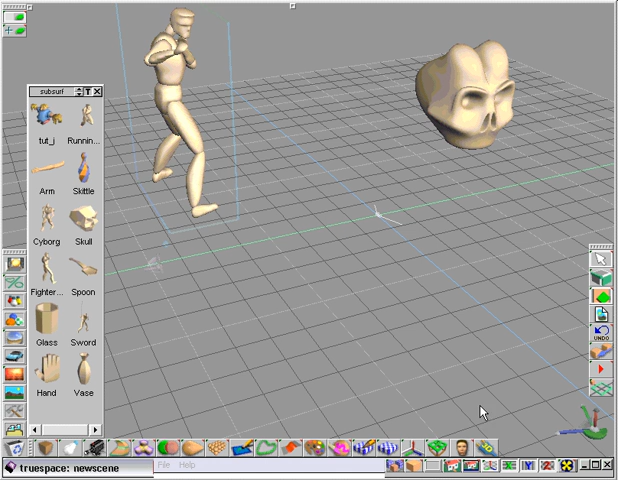 subsurf T X
tut_j Runnin...
Arm Skittle
Cyborg Skull
Fighter... Spoon
Glass Sword
Hand Vase
UNDO
truespace: newscene
File Help